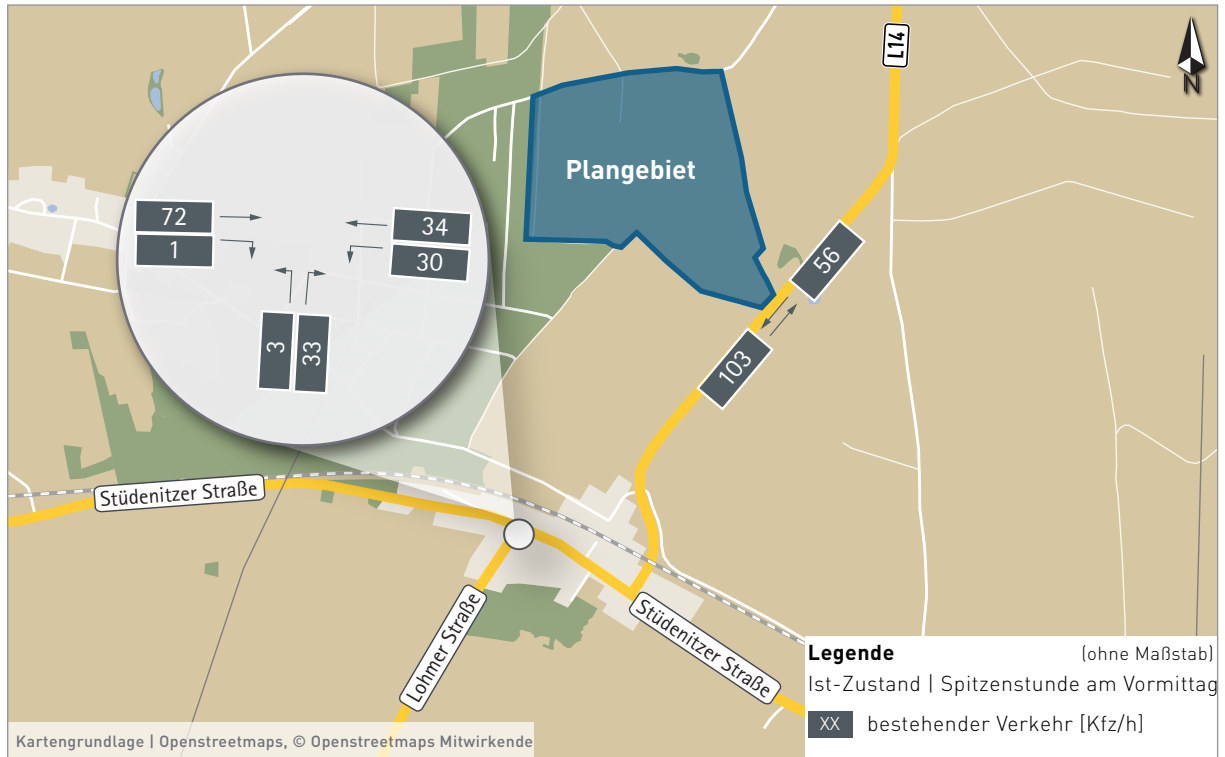 L14
N
Plangebiet
72
34
1
30
56
3
33
103
Stüdenitzer Straße
Lohmer Straße
Stüdenitzer Straße
Legende
(ohne Maßstab)
Ist-Zustand | Spitzenstunde am Vormittag
XX bestehender Verkehr [Kfz/h]
Kartengrundlage | Openstreetmaps, © Openstreetmaps Mitwirkende